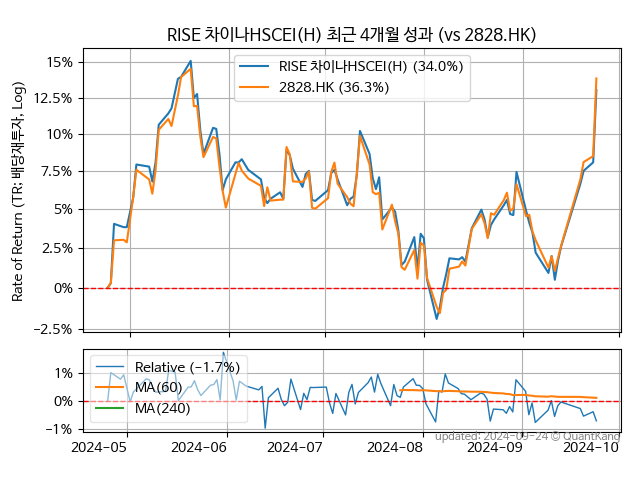 RISE 차이나HSCEI(H) 최근 4개월 성과 (vs 2828.HK)
Rate of Return (TR: 배당재투자, Log)
15%
12.5%
10%
7.5%
5%
2.5%
0%
−2.5%
RISE 차이나HSCEI(H) (34.0%)
2828.HK (36.3%)
1%
0%
−1%
Relative (−1.7%)
MA(60)
MA(240)
2024-05
2024-06
2024-07
2024-08
2024-09
2024-10
updated: 2024-09-24 © QuantKang